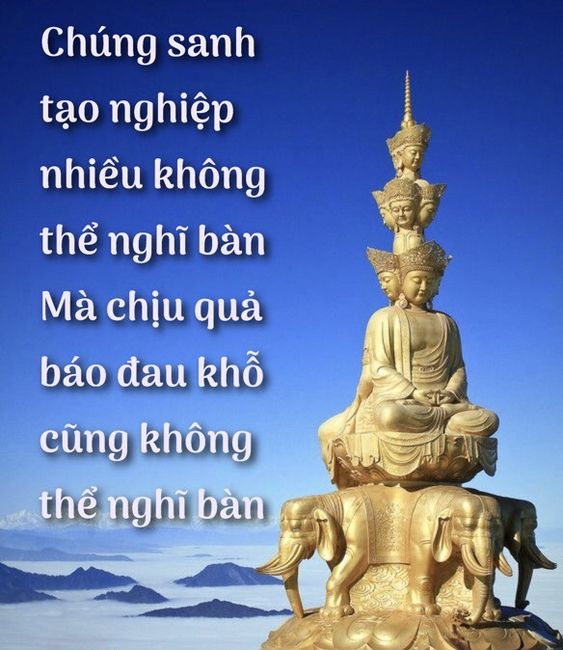 Chúng sanh
tạo nghiệp
nhiều không
thể nghĩ bàn
Mà chịu quả
báo đau khỗ
cũng không
thể nghĩ bàn